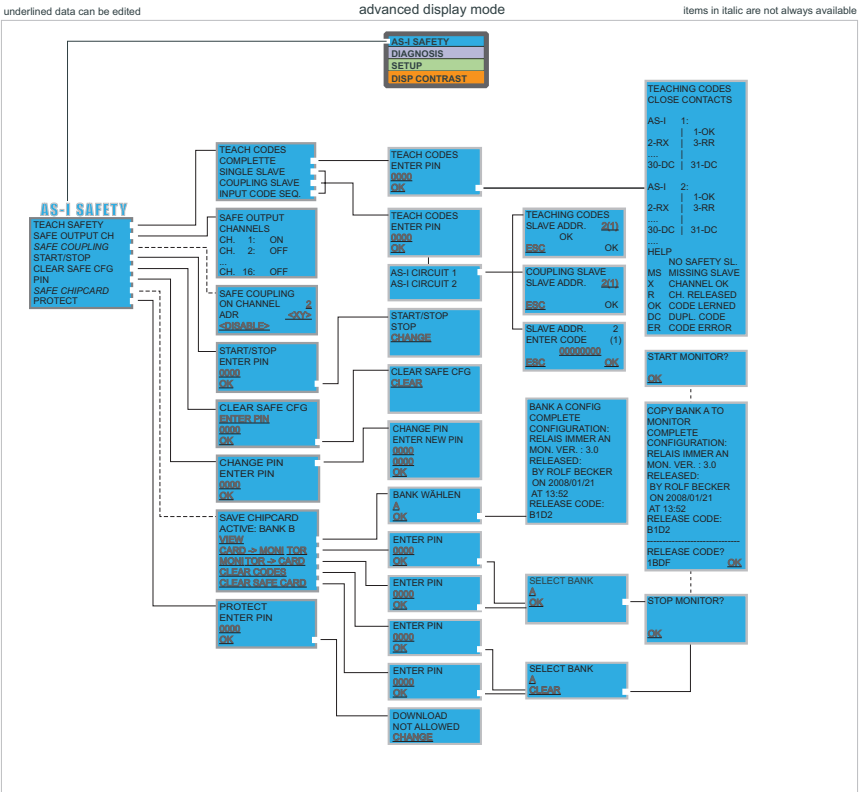 underlined data can be edited
advanced display mode
items in italic are not always available
AS-I SAFETY
DIAGNOSIS
SETUP
DISP CONTRAST
AS-I SAFETY
TEACH SAFETY
SAFE OUTPUT CH
SAFE COUPLING
START/STOP
CLEAR SAFE CFG
PIN
SAFE CHIPCARD
PROTECT
TEACH CODES
COMPLETTE
SINGLE SLAVE
COUPLING SLAVE
INPUT CODE SEQ.
SAFE OUTPUT
CHANNELS
CH. 1: ON
CH. 2: OFF
...
CH. 16: OFF
SAFE COUPLING
ON CHANNEL 2
ADR <XY>
<DISABLE>
START/STOP
ENTER PIN
0000
OK
CLEAR SAFE CFG
ENTER PIN
0000
OK
CHANGE PIN
ENTER PIN
0000
OK
SAVE CHIPCARD
ACTIVE: BANK B
VIEW
CARD -> MONI TOR
MONITOR -> CARD
CLEAR CODES
CLEAR SAFE CARD
PROTECT
ENTER PIN
0000
OK
TEACH CODES
ENTER PIN
0000
OK
TEACH CODES
ENTER PIN
0000
OK
AS-I CIRCUIT 1
AS-I CIRCUIT 2
START/STOP
STOP
CHANGE
CLEAR SAFE CFG
CLEAR
CHANGE PIN
ENTER NEW PIN
0000
0000
OK
BANK WÄHLEN
A
OK
ENTER PIN
0000
OK
ENTER PIN
0000
OK
ENTER PIN
0000
OK
ENTER PIN
0000
OK
DOWNLOAD
NOT ALLOWED
CHANGE
TEACHING CODES
SLAVE ADDR. 2(1)
OK
ESC OK
COUPLING SLAVE
SLAVE ADDR. 2(1)
ESC OK
SLAVE ADDR. 2
ENTER CODE (1)
00000000
ESC OK
BANK A CONFIG
COMPLETE
CONFIGURATION:
RELAIS IMMER AN
MON. VER. : 3.0
RELEASED:
BY ROLF BECKER
ON 2008/01/21
AT 13:52
RELEASE CODE:
B1D2
SELECT BANK
A
OK
SELECT BANK
A
CLEAR
TEACHING CODES
CLOSE CONTACTS
AS-I 1:
| 1-OK
2-RX | 3-RR
.... |
30-DC | 31-DC
AS-I 2:
| 1-OK
2-RX | 3-RR
.... |
30-DC | 31-DC
....
HELP
NO SAFETY SL.
MS MISSING SLAVE
X CHANNEL OK
R CH. RELEASED
OK CODE LERNED
DC DUPL. CODE
ER CODE ERROR
START MONITOR?
OK
COPY BANK A TO
MONITOR
COMPLETE
CONFIGURATION:
RELAIS IMMER AN
MON. VER. : 3.0
RELEASED:
BY ROLF BECKER
ON 2008/01/21
AT 13:52
RELEASE CODE:
B1D2
--------------------------------
RELEASE CODE?
1BDF OK
STOP MONITOR?
OK